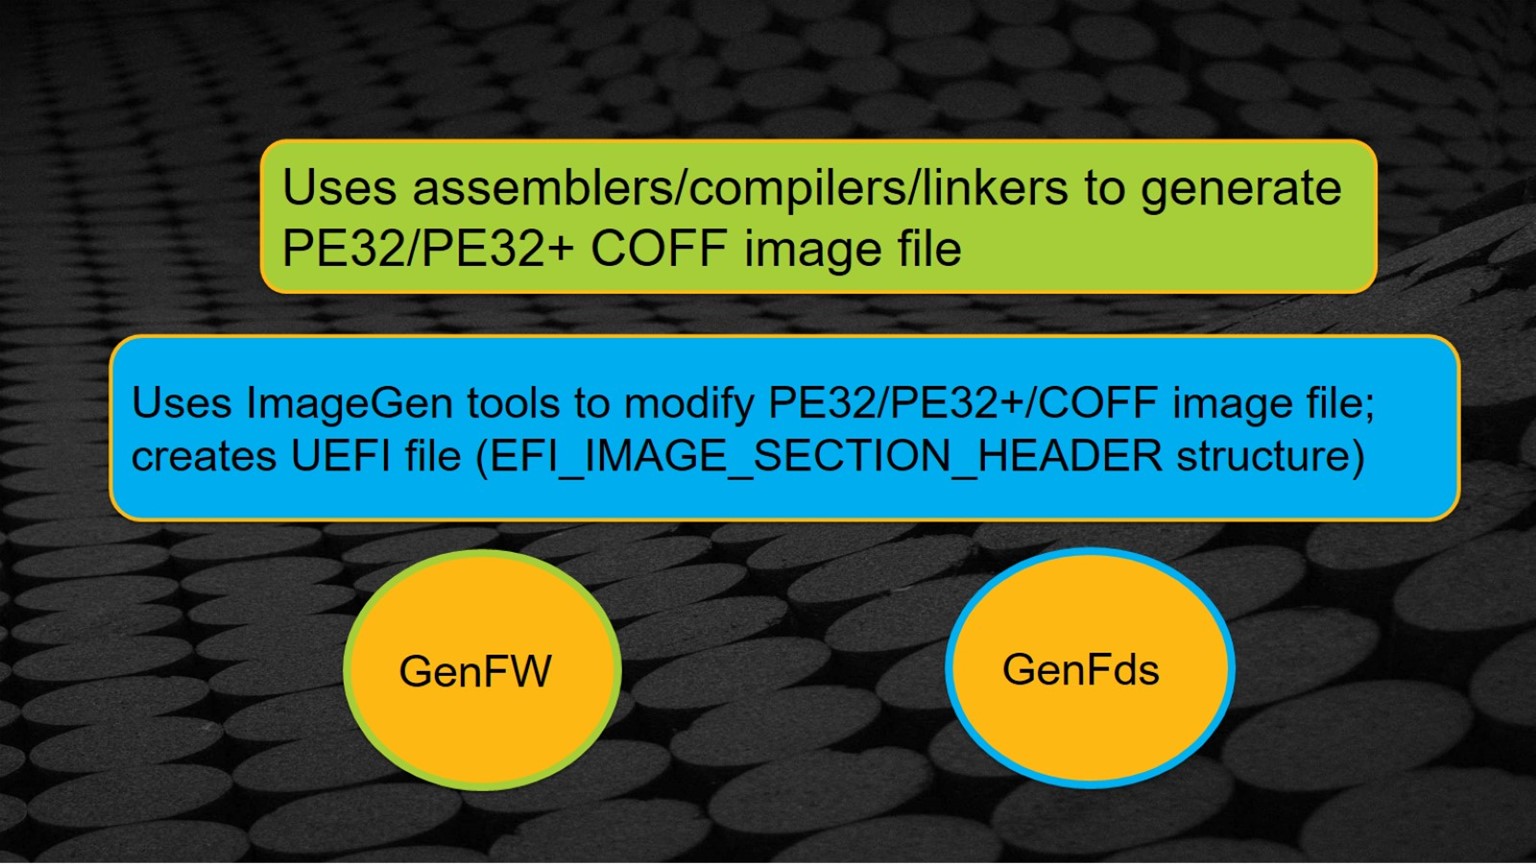 Uses assemblers/compilers/linkers to generate
PE32/PE32+ COFF image file
Uses ImageGen tools to modify PE32/PE32+/COFF image file;
creates UEFI file (EFI_IMAGE_SECTION_HEADER structure)
GenFW
GenFds